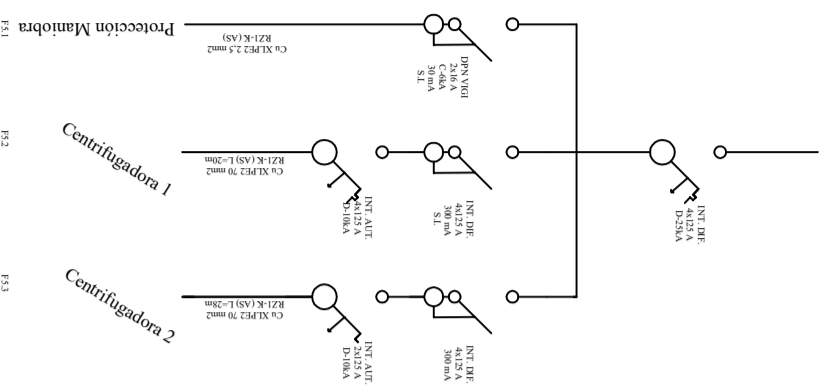 F5.1
Protección Maniobra
Cu XLPE2 2,5 mm2
RZ1-K (AS)
DPN VIGI
2x16 A
C-6kA
30 mA
S.I.
F5.2
Centrifugadora 1
Cu XLPE2 70 mm2
RZ1-K (AS) L=20m
INT. AUT.
4x125 A
D-10kA
INT. DIF.
4x125 A
300 mA
S.I.
INT. DIF.
4x125 A
D-25kA
F5.3
Centrifugadora 2
Cu XLPE2 70 mm2
RZ1-K (AS) L=28m
INT. AUT.
2x125 A
D-10kA
INT. DIF.
4x125 A
300 mA